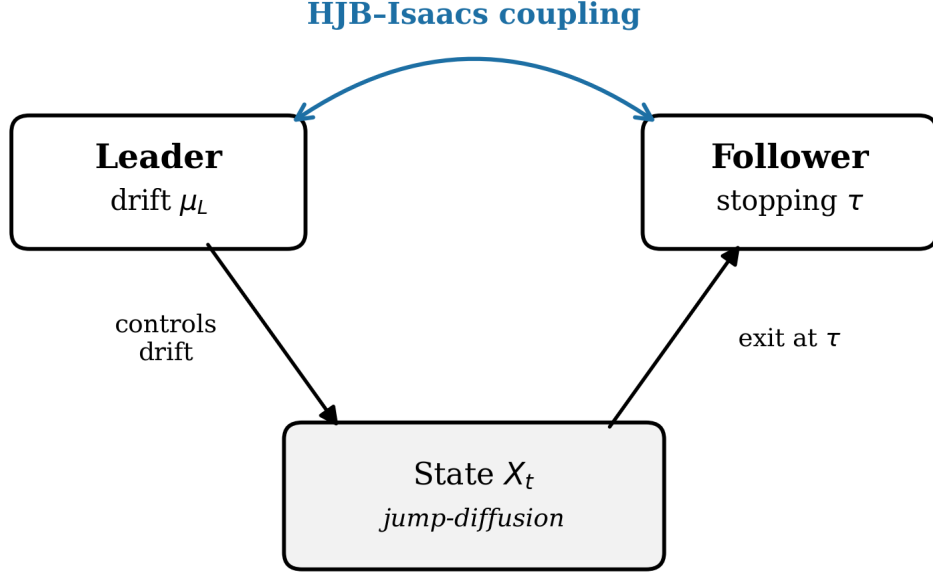 HJB–Isaacs coupling
Leader
drift μ_L
Follower
stopping τ
controls
drift
exit at τ
State X_t
jump-diffusion